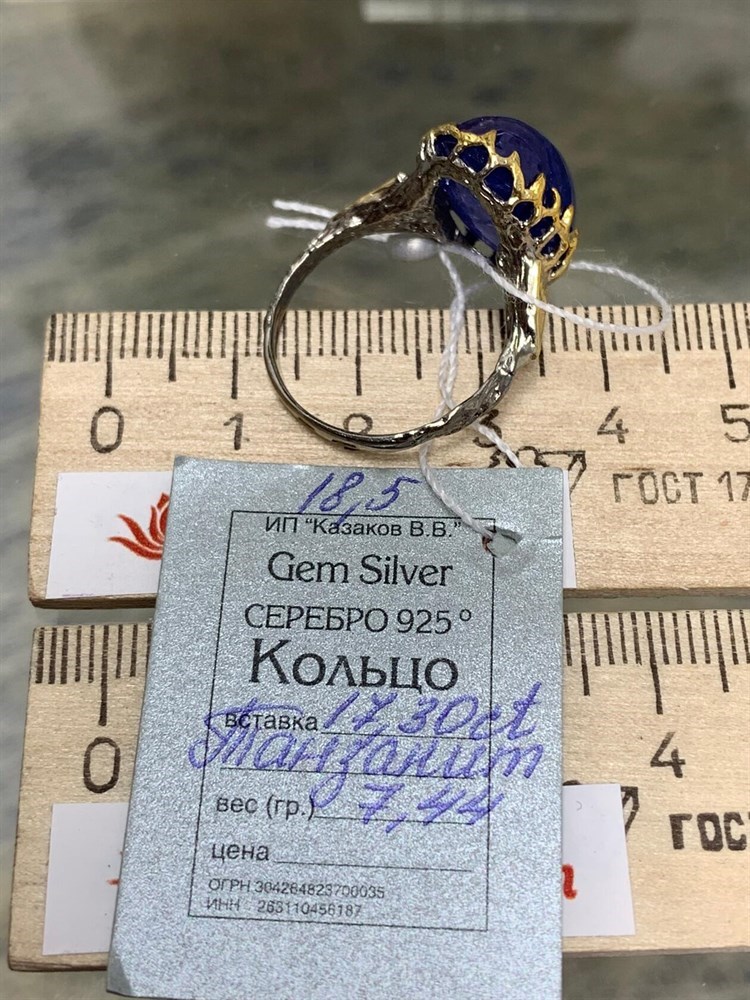 0 1 2 3 4 5
ГОСТ 17
18,5
ИП "Казаков В.В."
Gem Silver
СЕРЕБРО 925°
Кольцо
вставка 17,30ct
Танзанит
вес (гр.) 7,44
цена
ОГРН 304264823700035
ИНН 263110456187
0 4
ГОС